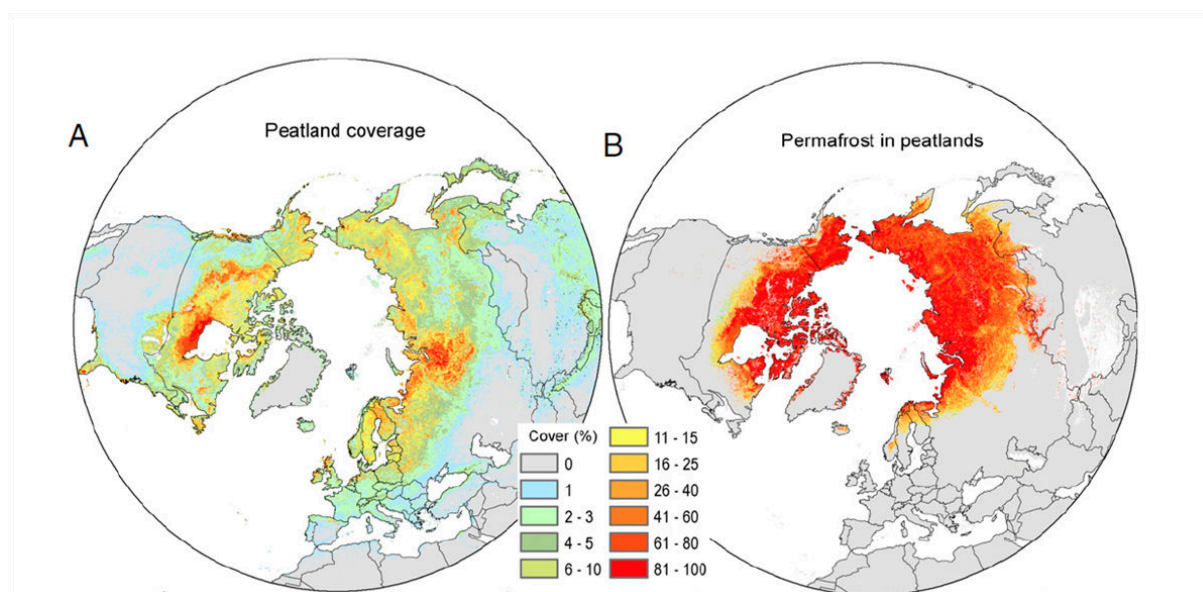 A
Peatland coverage
B
Permafrost in peatlands
Cover (%)
0
1
2 - 3
4 - 5
6 - 10
11 - 15
16 - 25
26 - 40
41 - 60
61 - 80
81 - 100